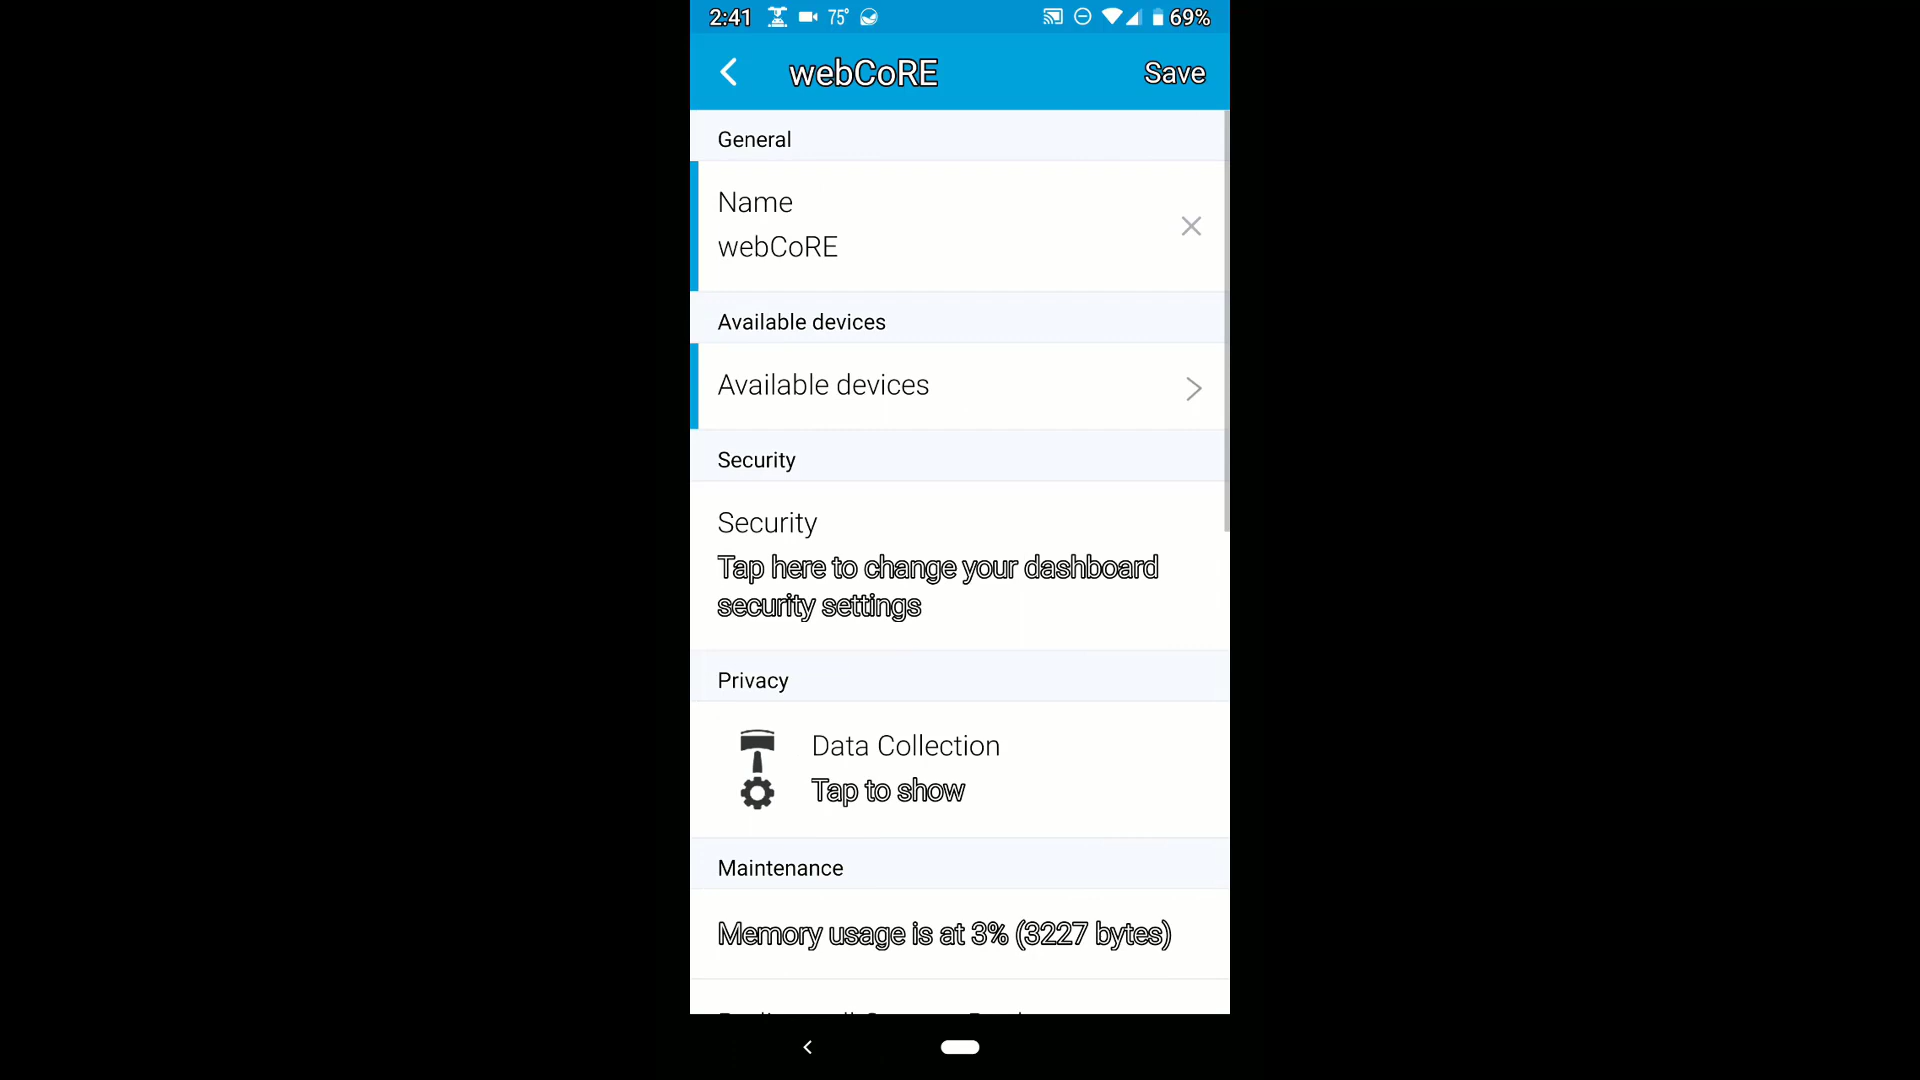 2:41 75° 69%
webCoRE Save
General
Name
webCoRE
Available devices
Available devices
Security
Security
Tap here to change your dashboard
security settings
Privacy
Data Collection
Tap to show
Maintenance
Memory usage is at 3% (3227 bytes)